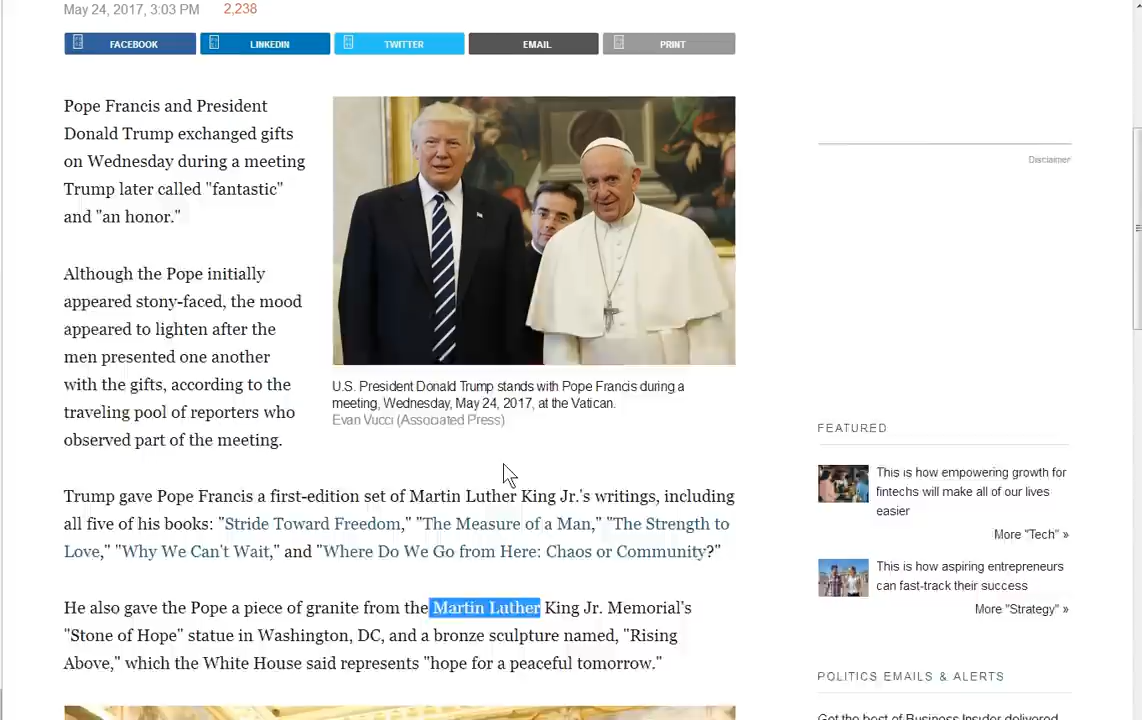 May 24, 2017, 3:03 PM 2,238
FACEBOOK LINKEDIN TWITTER EMAIL PRINT
Pope Francis and President
Donald Trump exchanged gifts
on Wednesday during a meeting
Trump later called "fantastic"
and "an honor."
Although the Pope initially
appeared stony-faced, the mood
appeared to lighten after the
men presented one another
with the gifts, according to the
traveling pool of reporters who
observed part of the meeting.
U.S. President Donald Trump stands with Pope Francis during a
meeting, Wednesday, May 24, 2017, at the Vatican.
Evan Vucci (Associated Press)
Trump gave Pope Francis a first-edition set of Martin Luther King Jr.'s writings, including
all five of his books: "Stride Toward Freedom," "The Measure of a Man," "The Strength to
Love," "Why We Can't Wait," and "Where Do We Go from Here: Chaos or Community?"
He also gave the Pope a piece of granite from the Martin Luther King Jr. Memorial's
"Stone of Hope" statue in Washington, DC, and a bronze sculpture named, "Rising
Above," which the White House said represents "hope for a peaceful tomorrow."
Disclaimer
FEATURED
This is how empowering growth for
fintechs will make all of our lives
easier
More "Tech" »
This is how aspiring entrepreneurs
can fast-track their success
More "Strategy" »
POLITICS EMAILS & ALERTS
Get the best of Business Insider delivered